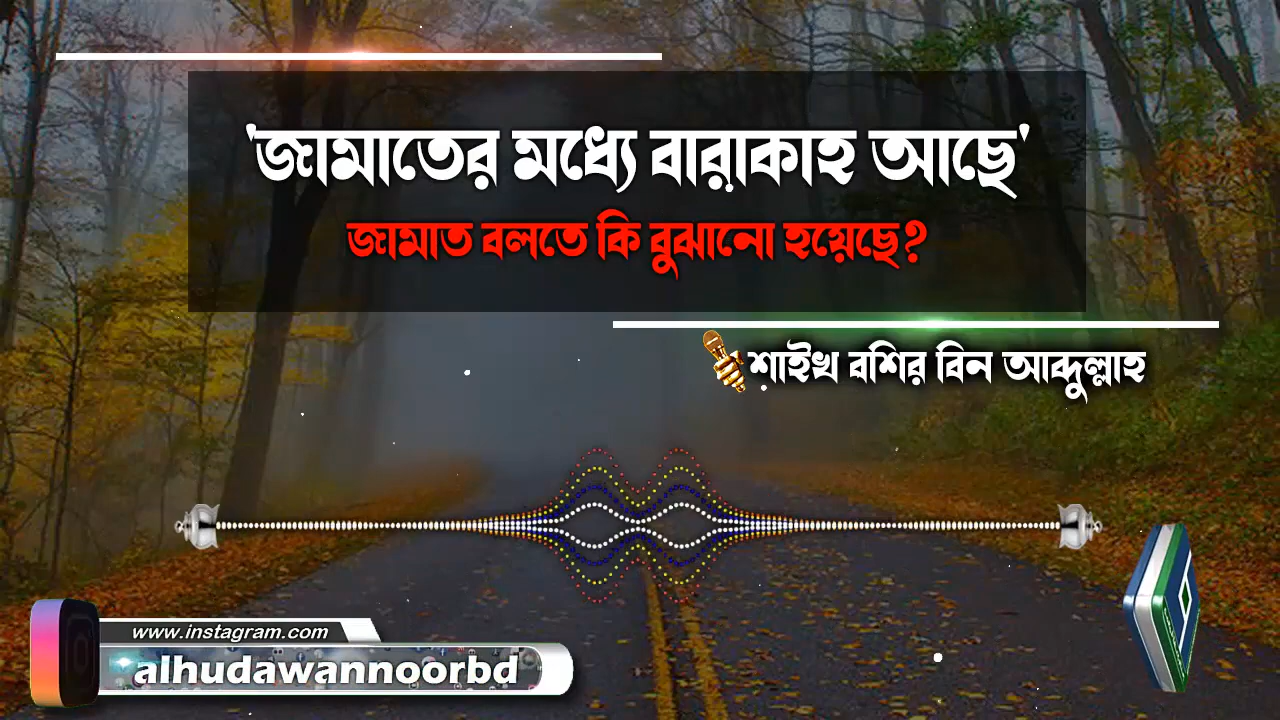 'জামাতের মধ্যে বারাকাহ আছে'
জামাত বলতে কি বুঝানো হয়েছে?
শাইখ বশির বিন আব্দুল্লাহ
www.instagram.com
alhudawannoorbd